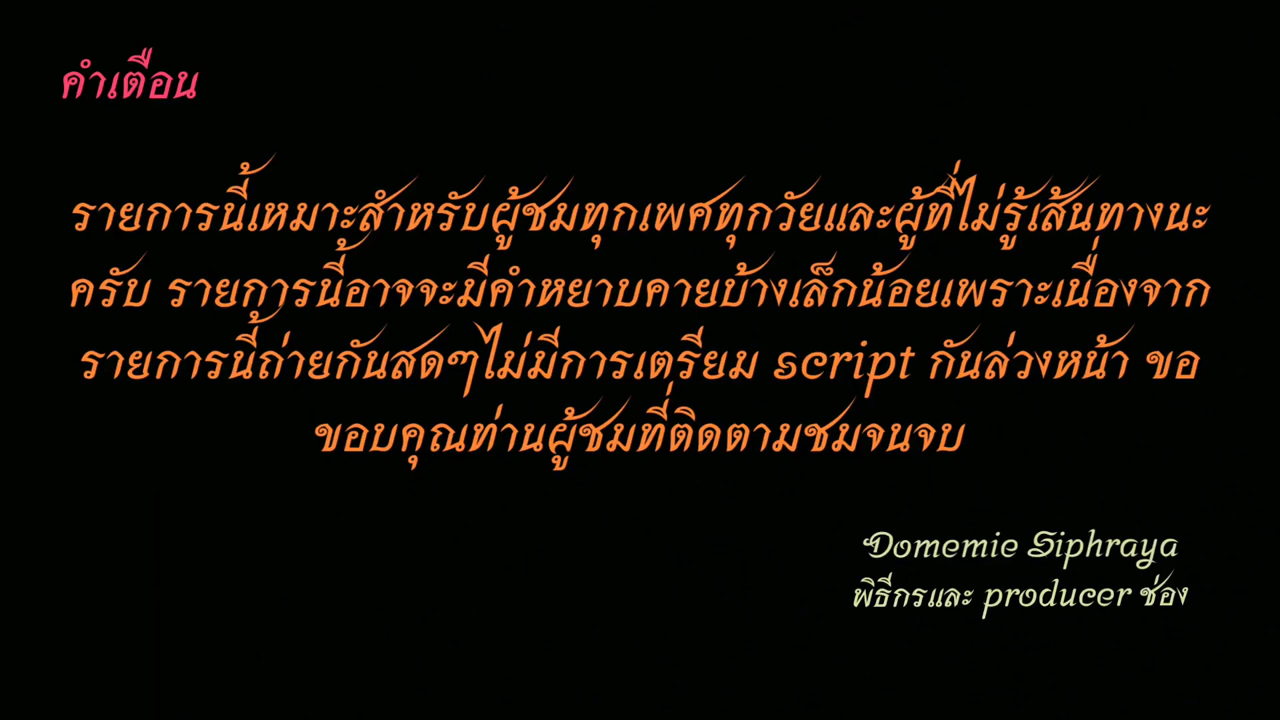 คำเตือน
รายการนี้เหมาะสำหรับผู้ชมทุกเพศทุกวัยและผู้ที่ไม่รู้เส้นทางนะ
ครับ รายการนี้อาจจะมีคำหยาบคายบ้างเล็กน้อยเพราะเนื่องจาก
รายการนี้ถ่ายกันสดๆไม่มีการเตรียม script กันล่วงหน้า ขอ
ขอบคุณท่านผู้ชมที่ติดตามชมจนจบ
Domemie Siphraya
พิธีกรและ producer ช่อง